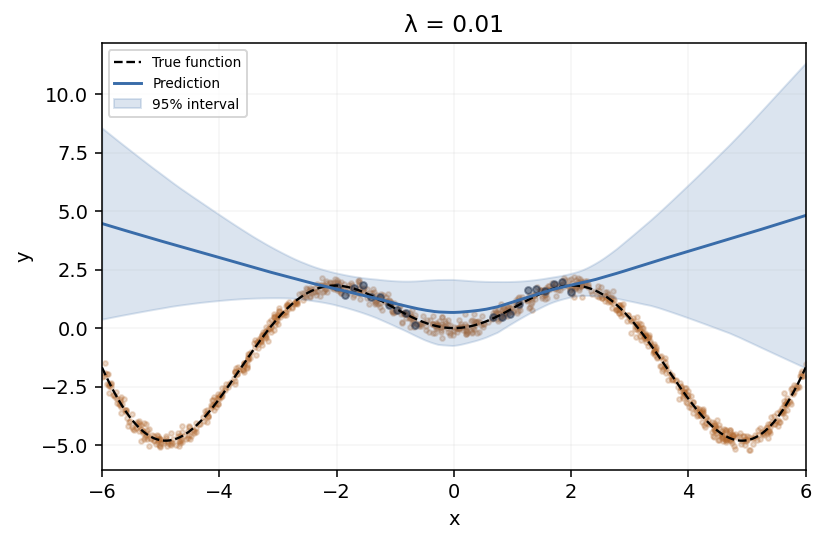 λ = 0.01
True function
Prediction
95% interval
10.0
7.5
5.0
2.5
0.0
−2.5
−5.0
y
−6 −4 −2 0 2 4 6
x